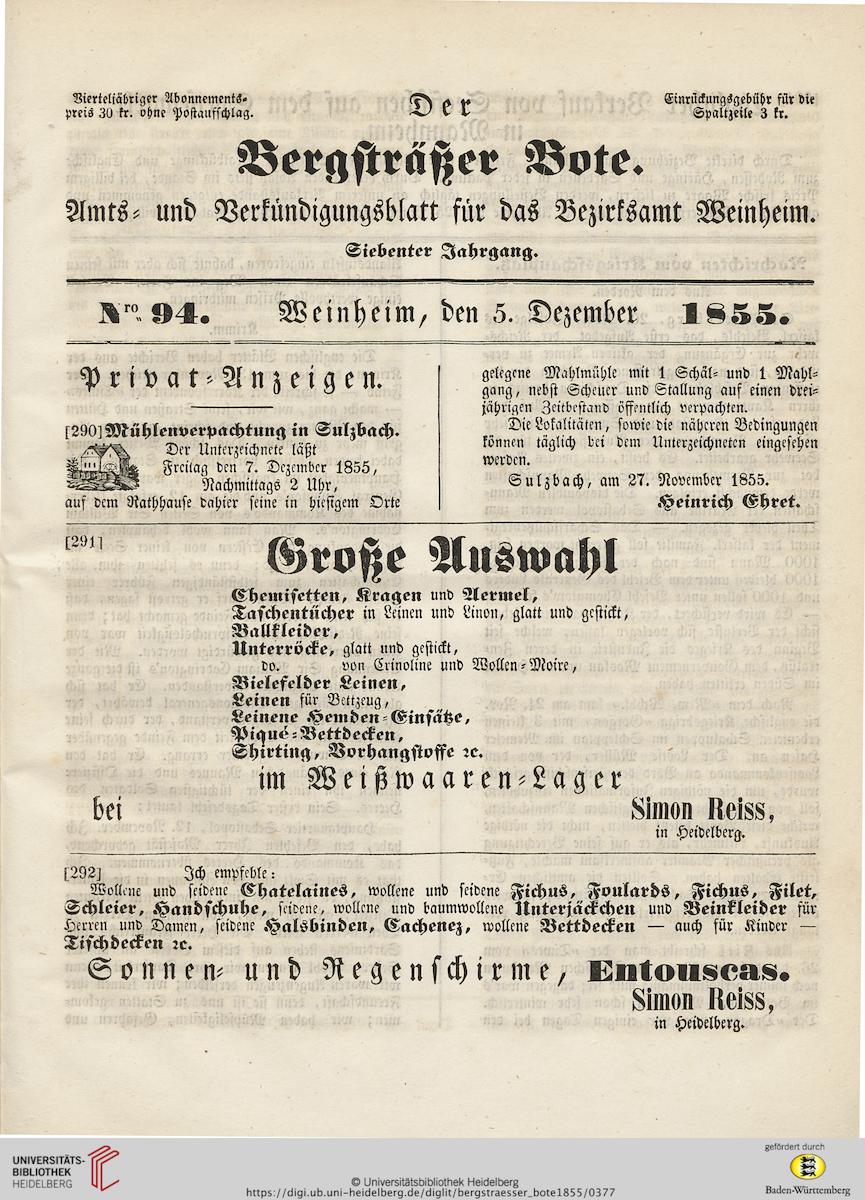 Vierteljähriger Abonnements-
preis 30 kr. ohne Postaufschlag.
Der
Einrückungsgebühr für die
Spaltzeile 3 kr.
Bergsträßer Bote.
Amts- und Verkündigungsblatt für das Bezirksamt Weinheim.
Siebenter Jahrgang.
Nro. 94. Weinheim, den 5. Dezember 1855.
Privat-Anzeigen.
[290] Mühlenverpachtung in Sulzbach.
Der Unterzeichnete läßt
Freitag den 7. Dezember 1855,
Nachmittags 2 Uhr,
auf dem Rathhause dahier seine in hiesigem Orte
gelegene Mahlmühle mit 1 Schäl- und 1 Mahl-
gang, nebst Scheuer und Stallung auf einen drei-
jährigen Zeitbestand öffentlich verpachten.
Die Lokalitäten, sowie die näheren Bedingungen
können täglich bei dem Unterzeichneten eingesehen
werden.
Sulzbach, am 27. November 1855.
Heinrich Ehret.
[291]
Große Auswahl
Chemisetten, Kragen und Aermel,
Taschentücher in Leinen und Linon, glatt und gestickt,
Ballkleider,
Unterröcke, glatt und gestickt,
do. von Crinoline und Wollen-Moire,
Bielefelder Leinen,
Leinen für Bettzeug,
Leinene Hemden-Einsätze,
Piqué-Bettdecken,
Shirting, Vorhangstoffe ꝛc.
im Weißwaaren-Lager
bei Simon Reiss,
in Heidelberg.
[292] Ich empfehle:
Wollene und seidene Chatelaines, wollene und seidene Fichus, Foulards, Fichus, Filet,
Schleier, Handschuhe, seidene, wollene und baumwollene Unterjäckchen und Beinkleider für
Herren und Damen, seidene Halsbinden, Cachenez, wollene Bettdecken — auch für Kinder —
Tischdecken ꝛc.
Sonnen- und Regenschirme, Entouscas.
Simon Reiss,
in Heidelberg.
UNIVERSITÄTS-
BIBLIOTHEK
HEIDELBERG
© Universitätsbibliothek Heidelberg
https://digi.ub.uni-heidelberg.de/diglit/bergstraesser_bote1855/0377
gefördert durch
Baden-Württemberg